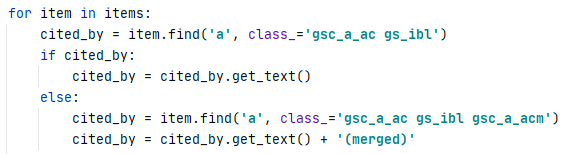 for item in items:
    cited_by = item.find('a', class_='gsc_a_ac gs_ibl')
    if cited_by:
        cited_by = cited_by.get_text()
    else:
        cited_by = item.find('a', class_='gsc_a_ac gs_ibl gsc_a_acm')
        cited_by = cited_by.get_text() + '(merged)'